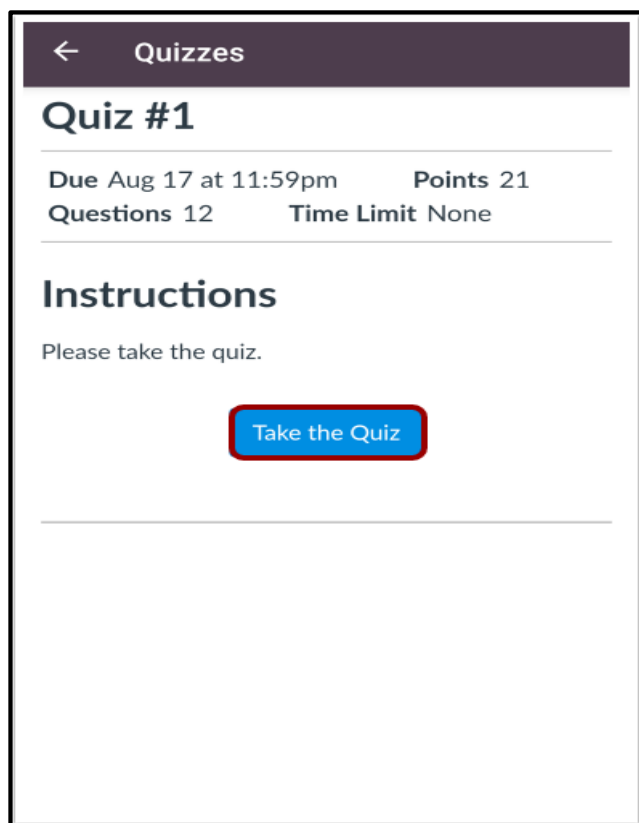 Quizzes
Quiz #1
Due Aug 17 at 11:59pm Points 21
Questions 12 Time Limit None
Instructions
Please take the quiz.
Take the Quiz